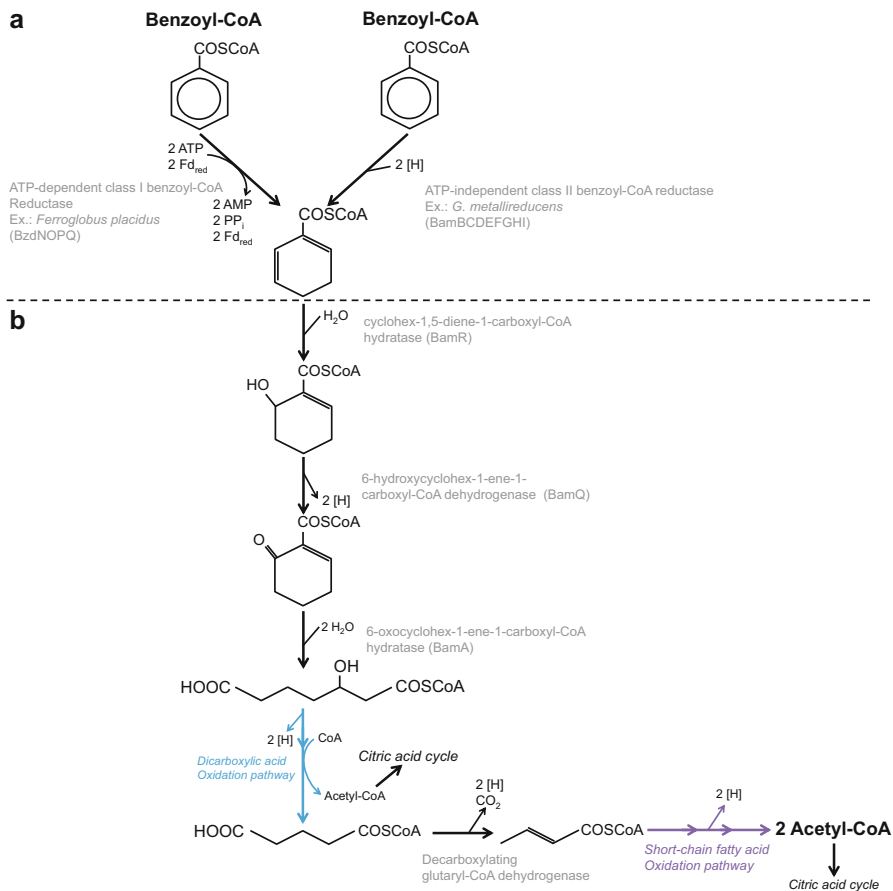 a
Benzoyl-CoA
Benzoyl-CoA
COSCoA
COSCoA
2 ATP
2 Fdred
2 AMP
2 PPi
2 Fdred
2 [H]
ATP-dependent class I benzoyl-CoA
Reductase
Ex.: Ferroglobus placidus
(BzdNOPQ)
ATP-independent class II benzoyl-CoA reductase
Ex.: G. metallireducens
(BamBCDEFGHI)
COSCoA
b
H2O
cyclohex-1,5-diene-1-carboxyl-CoA
hydratase (BamR)
COSCoA
HO
6-hydroxycyclohex-1-ene-1-
carboxyl-CoA dehydrogenase (BamQ)
2 [H]
COSCoA
O
2 H2O
6-oxocyclohex-1-ene-1-carboxyl-CoA
hydratase (BamA)
OH
HOOC
COSCoA
2 [H]
CoA
Dicarboxylic acid
Oxidation pathway
Citric acid cycle
Acetyl-CoA
2 [H]
CO2
2 [H]
HOOC
COSCoA
COSCoA
2 Acetyl-CoA
Decarboxylating
glutaryl-CoA dehydrogenase
Short-chain fatty acid
Oxidation pathway
Citric acid cycle